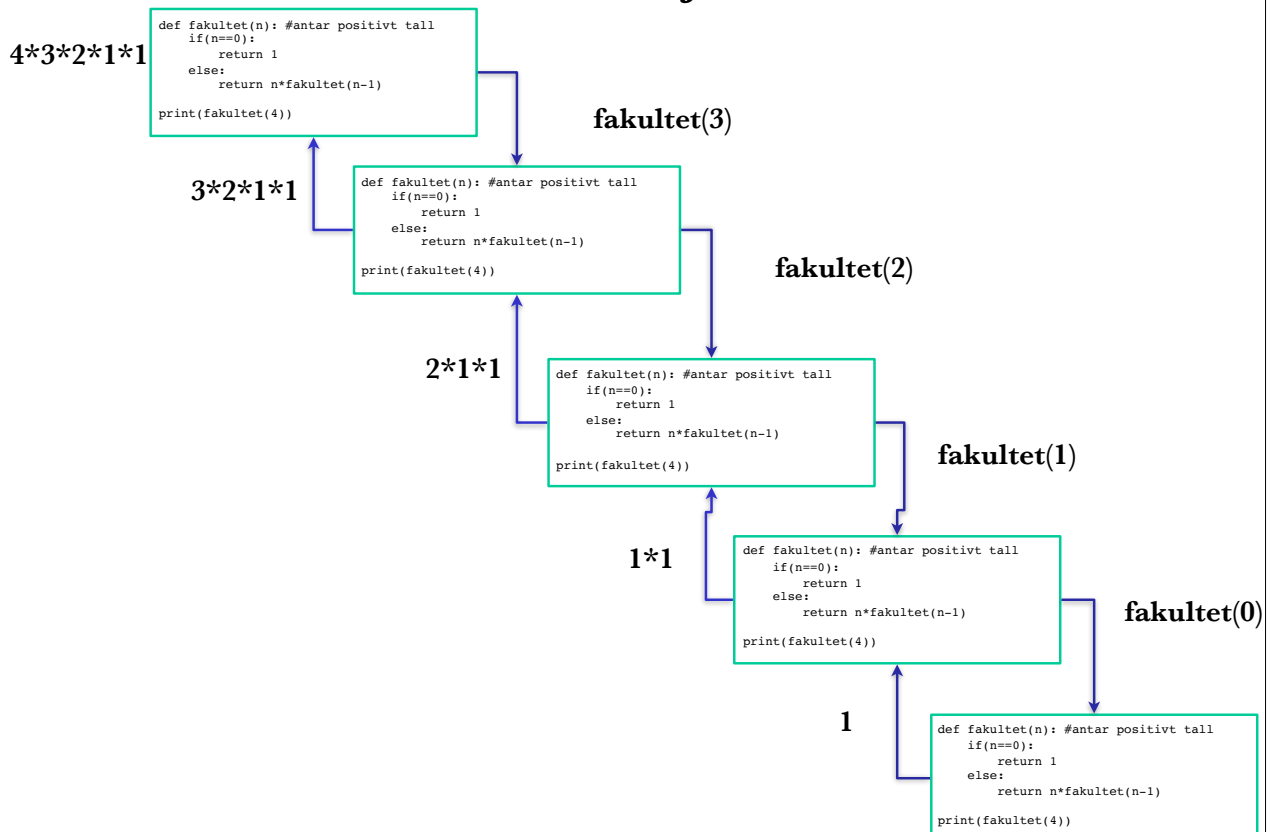 4*3*2*1*1
def fakultet(n): #antar positivt tall
    if(n==0):
        return 1
    else:
        return n*fakultet(n-1)
print(fakultet(4))
fakultet(3)
3*2*1*1
def fakultet(n): #antar positivt tall
    if(n==0):
        return 1
    else:
        return n*fakultet(n-1)
print(fakultet(4))
fakultet(2)
2*1*1
def fakultet(n): #antar positivt tall
    if(n==0):
        return 1
    else:
        return n*fakultet(n-1)
print(fakultet(4))
fakultet(1)
1*1
def fakultet(n): #antar positivt tall
    if(n==0):
        return 1
    else:
        return n*fakultet(n-1)
print(fakultet(4))
fakultet(0)
1
def fakultet(n): #antar positivt tall
    if(n==0):
        return 1
    else:
        return n*fakultet(n-1)
print(fakultet(4))